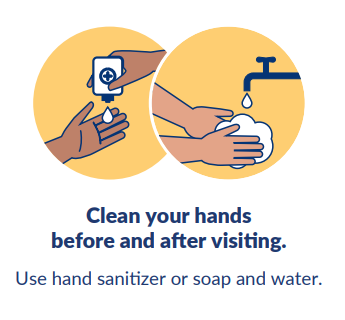 Clean your hands
before and after visiting.
Use hand sanitizer or soap and water.